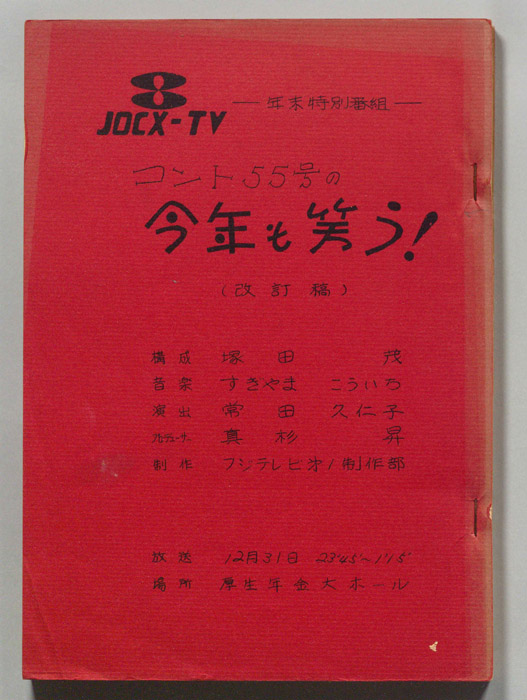 JOCX-TV
― 年末特別番組 ―
コント55号の
今年も笑う!
(改訂稿)
構成 塚田 茂
音楽 すぎやま こういち
演出 常田 久仁子
プロデューサー 真杉 昇
制作 フジテレビ第1制作部
放送 12月31日 23'45~1'15
場所 厚生年金大ホール